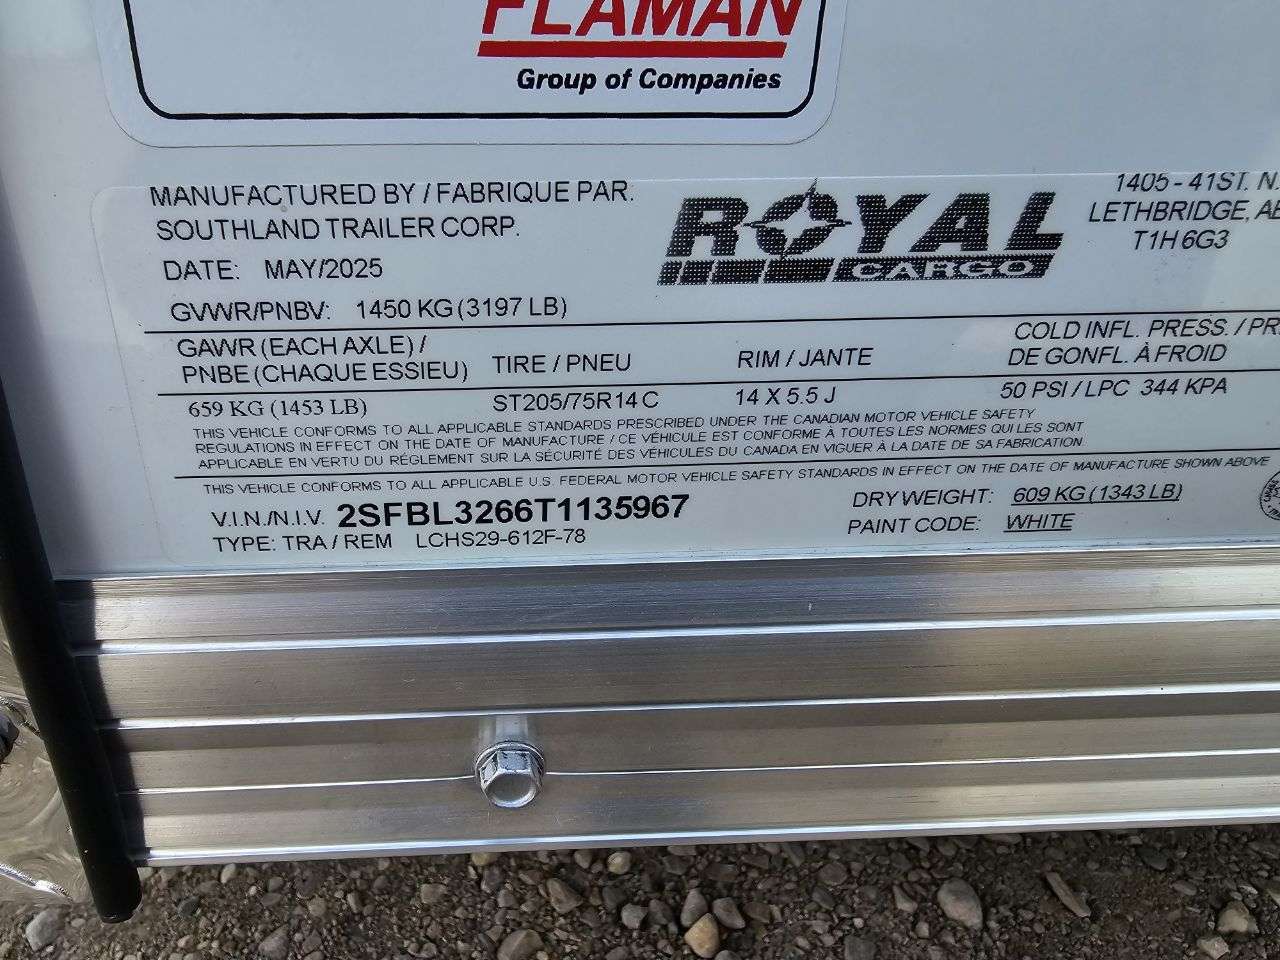 FLAMAN
Group of Companies
MANUFACTURED BY / FABRIQUE PAR:
SOUTHLAND TRAILER CORP.
DATE: MAY/2025
GVWR/PNBV: 1450 KG (3197 LB)
ROYAL
CARGO
1405 - 41ST. N.
LETHBRIDGE, AB
T1H 6G3
GAWR (EACH AXLE) /
PNBE (CHAQUE ESSIEU)
TIRE / PNEU
RIM / JANTE
COLD INFL. PRESS. /
DE GONFL. À FROID
659 KG (1453 LB)
ST205/75R14 C
14 X 5.5 J
50 PSI / LPC 344 KPA
THIS VEHICLE CONFORMS TO ALL APPLICABLE STANDARDS PRESCRIBED UNDER THE CANADIAN MOTOR VEHICLE SAFETY
REGULATIONS IN EFFECT ON THE DATE OF MANUFACTURE / CE VÉHICULE EST CONFORME À TOUTES LES NORMES QUI LES SONT
APPLICABLE EN VERTU DU RÉGLEMENT SUR LA SÉCURITÉ DES VÉHICULES DU CANADA EN VIGUER À LA DATE DE SA FABRICATION
THIS VEHICLE CONFORMS TO ALL APPLICABLE U.S. FEDERAL MOTOR VEHICLE SAFETY STANDARDS IN EFFECT ON THE DATE OF MANUFACTURE SHOWN ABOVE
V.I.N./N.I.V. 2SFBL3266T1135967
DRY WEIGHT: 609 KG (1343 LB)
TYPE: TRA / REM LCHS29-612F-78
PAINT CODE: WHITE